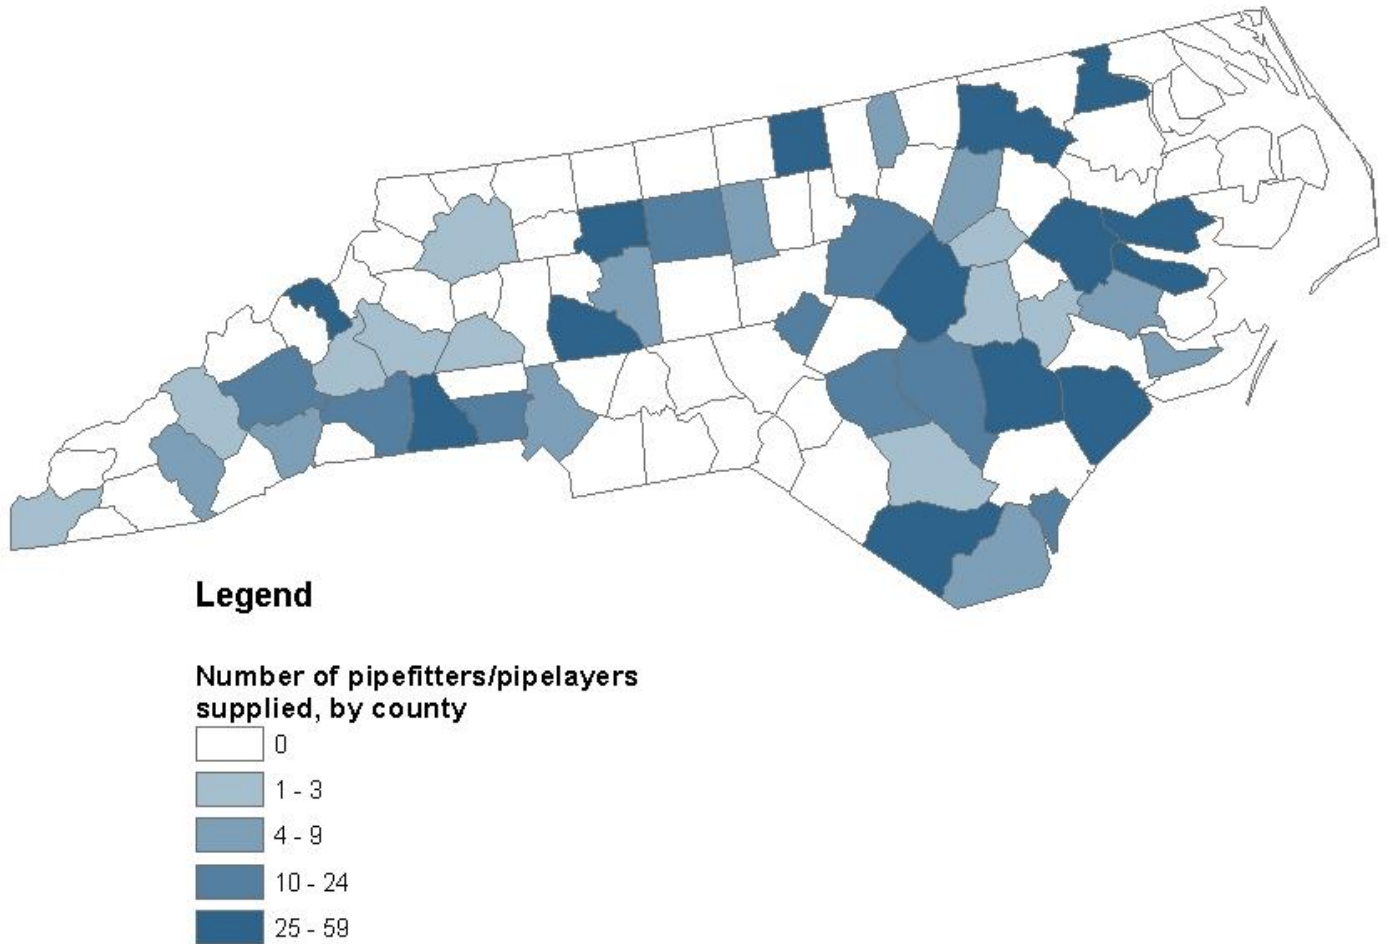 Legend
Number of pipefitters/pipelayers
supplied, by county
0
1 - 3
4 - 9
10 - 24
25 - 59